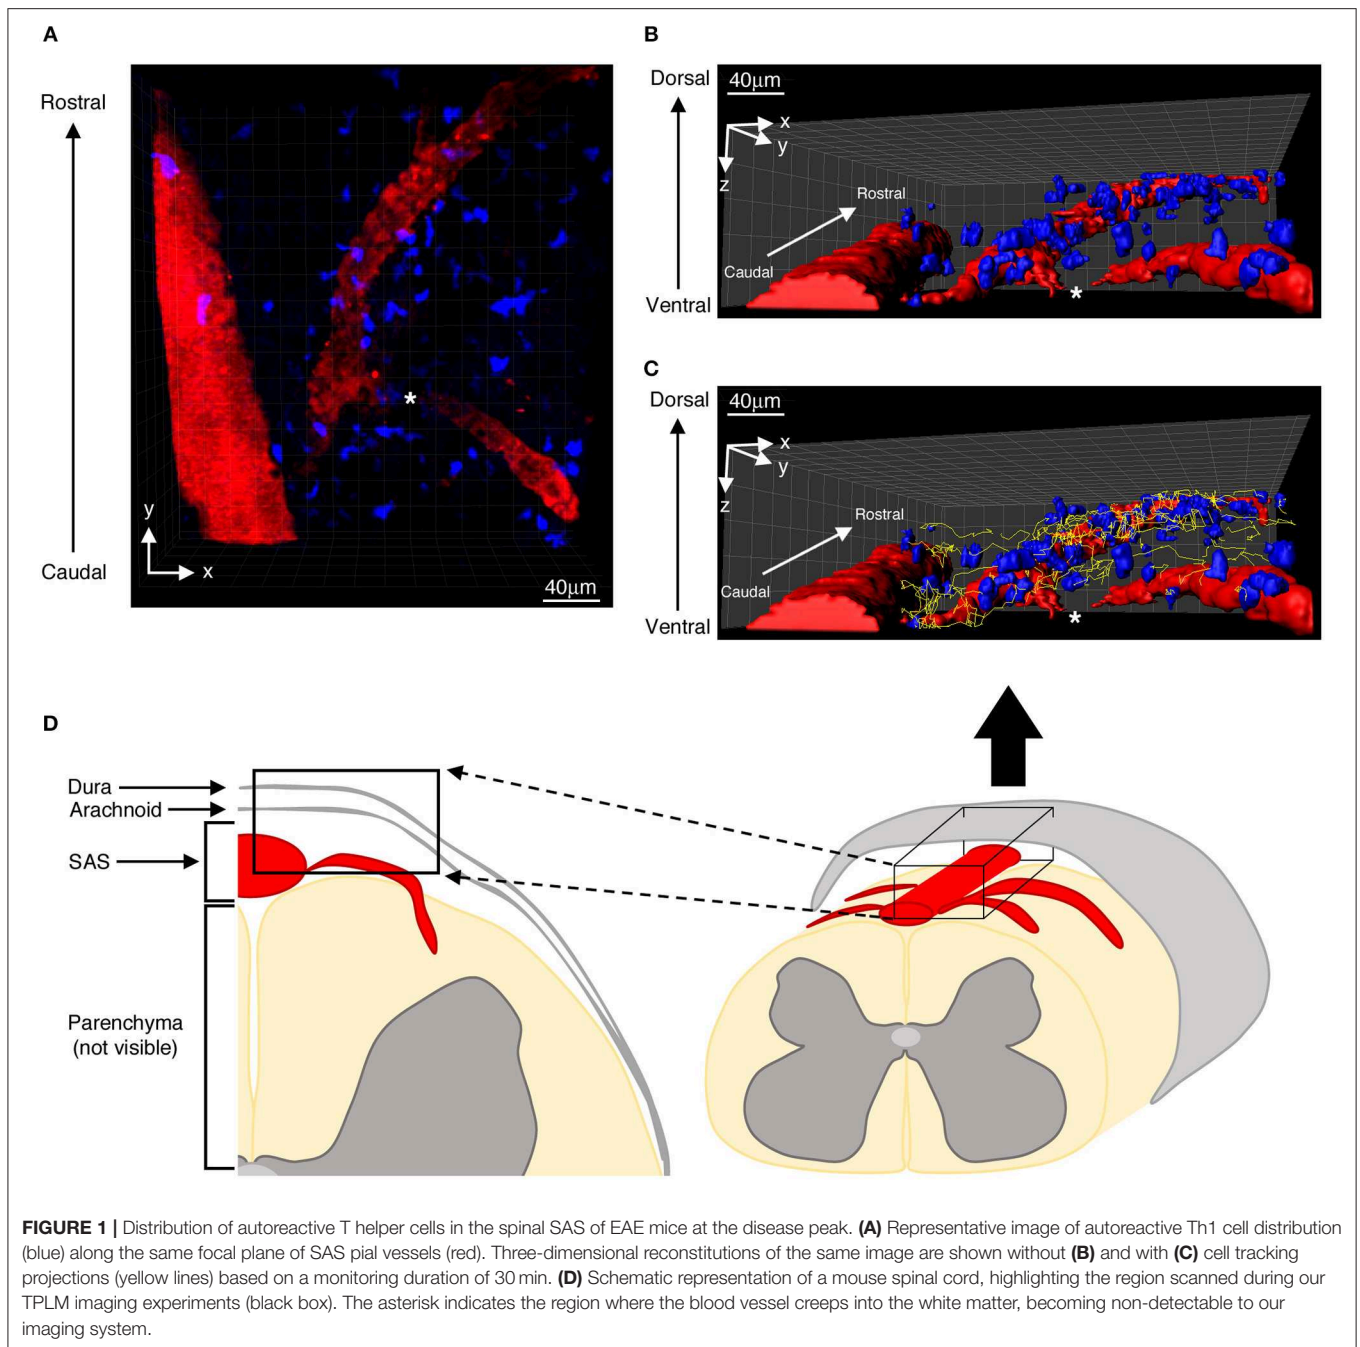 A
Rostral
Caudal
y
x
*
40μm
B
Dorsal
40μm
x
y
z
Rostral
Caudal
Ventral
*
C
Dorsal
40μm
x
y
z
Rostral
Caudal
Ventral
*
D
Dura
Arachnoid
SAS
Parenchyma
(not visible)
FIGURE 1 | Distribution of autoreactive T helper cells in the spinal SAS of EAE mice at the disease peak. (A) Representative image of autoreactive Th1 cell distribution
(blue) along the same focal plane of SAS pial vessels (red). Three-dimensional reconstitutions of the same image are shown without (B) and with (C) cell tracking
projections (yellow lines) based on a monitoring duration of 30 min. (D) Schematic representation of a mouse spinal cord, highlighting the region scanned during our
TPLM imaging experiments (black box). The asterisk indicates the region where the blood vessel creeps into the white matter, becoming non-detectable to our
imaging system.